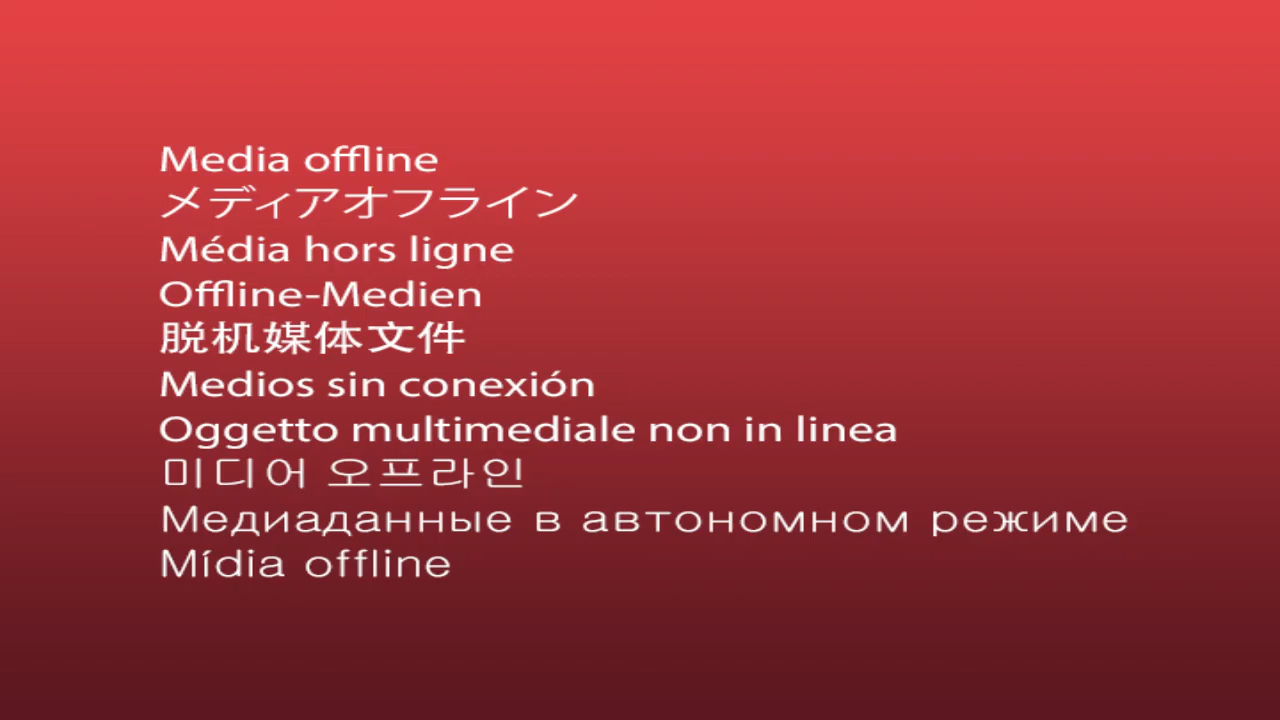 Media offline
メディアオフライン
Média hors ligne
Offline-Medien
脱机媒体文件
Medios sin conexión
Oggetto multimediale non in linea
미디어 오프라인
Медиаданные в автономном режиме
Mídia offline